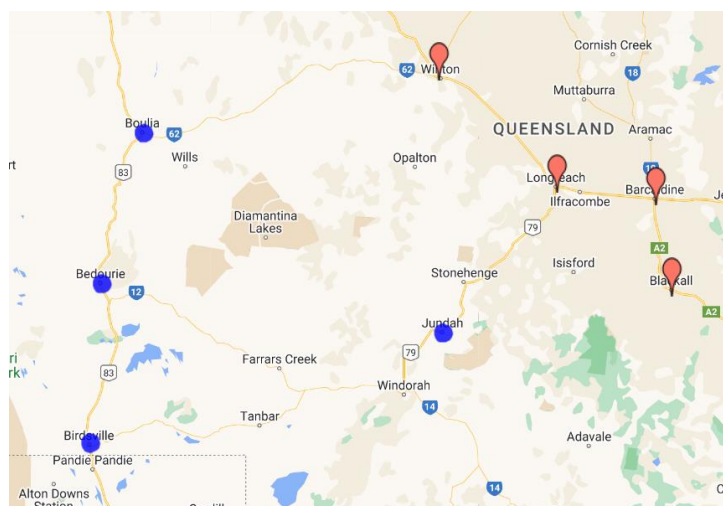 Cornish Creek
62
Winton
18
Muttaburra
Boulia
62
QUEENSLAND
Aramac
Wills
Opalton
83
Longreach
Barcaldine
Ilfracombe
Diamantina
Lakes
79
A2
Isisford
Bedourie
Stonehenge
Blackall
12
A2
Jundah
79
Farrars Creek
83
Windorah
14
Tanbar
Birdsville
Adavale
Pandie Pandie
14
Alton Downs
Station